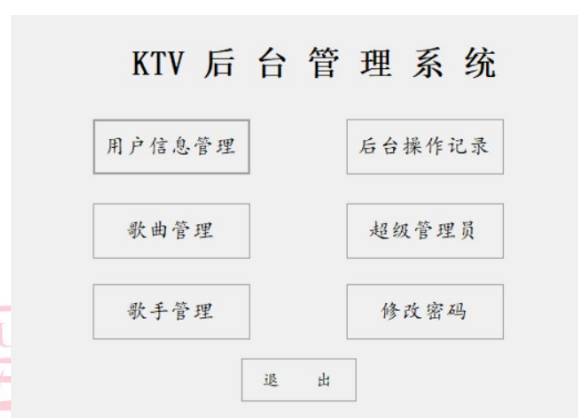 KTV 后 台 管 理 系 统
用户信息管理 后台操作记录
歌曲管理 超级管理员
歌手管理 修改密码
退 出